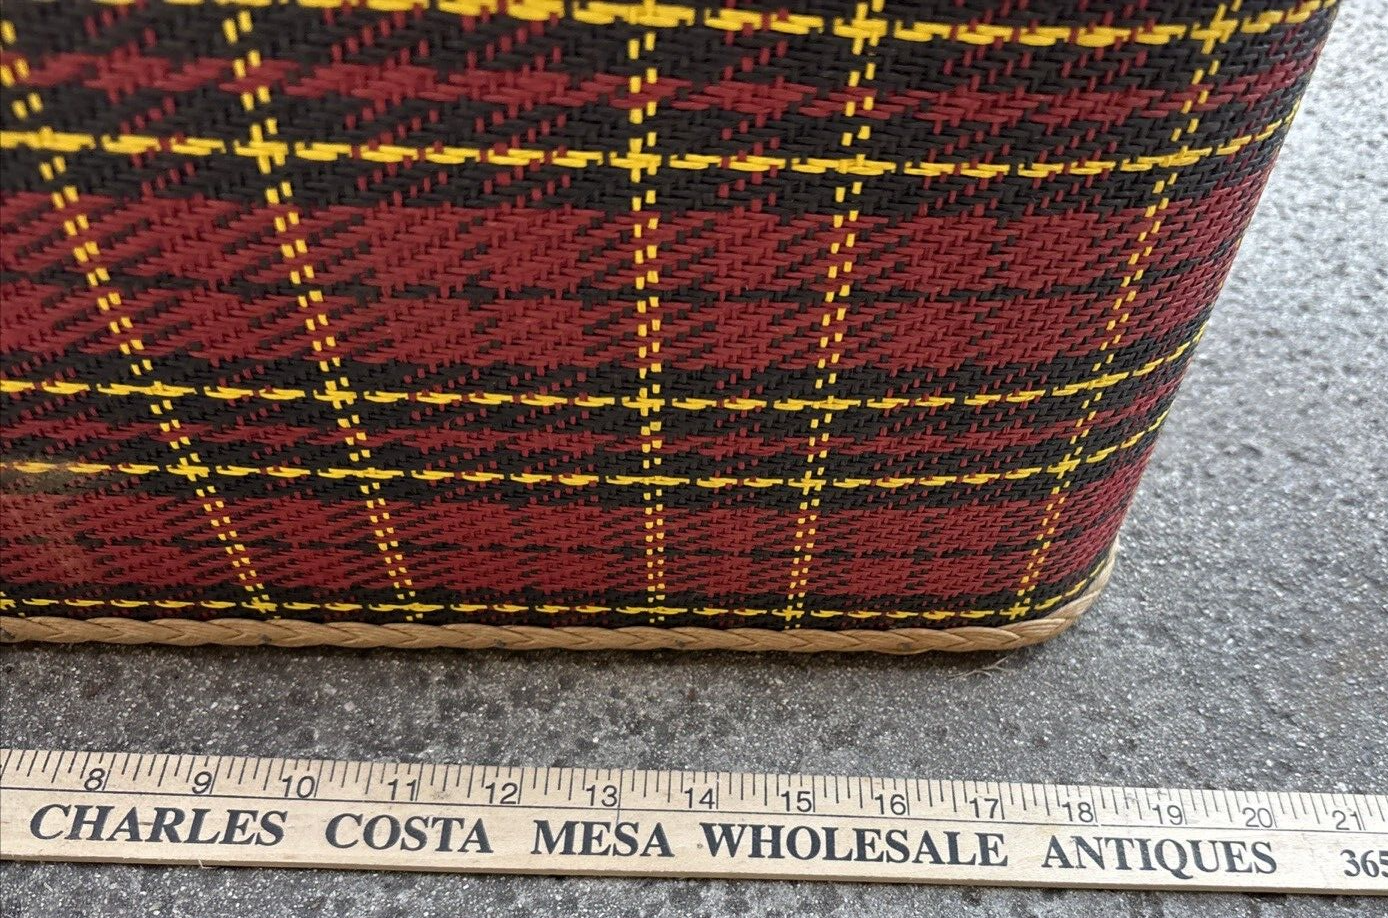 8 9 10 11 12 13 14 15 16 17 18 19 20 21
CHARLES COSTA MESA WHOLESALE ANTIQUES 365